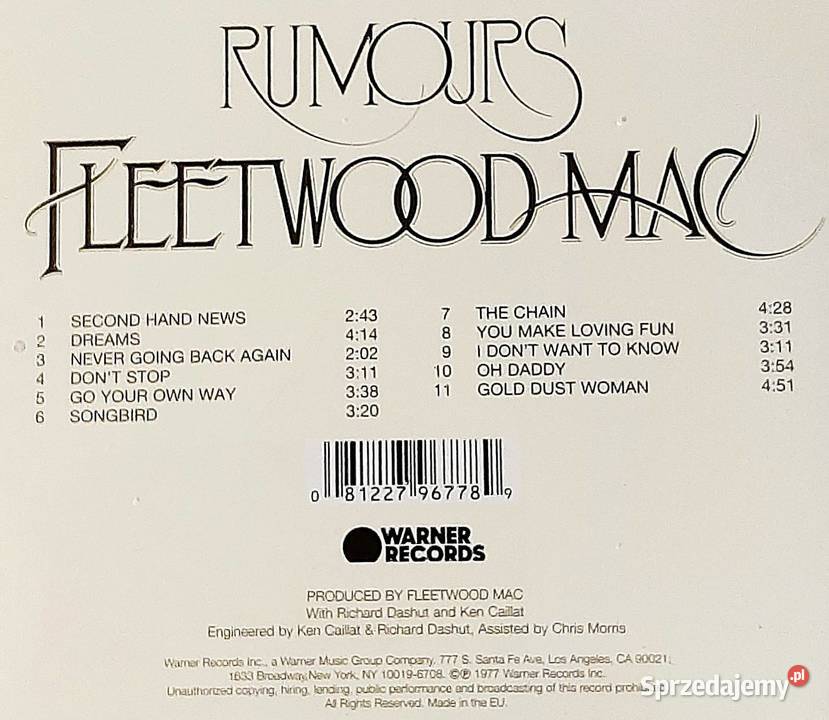 RUMOURS
FLEETWOOD MAC
1 SECOND HAND NEWS 2:43
2 DREAMS 4:14
3 NEVER GOING BACK AGAIN 2:02
4 DON'T STOP 3:11
5 GO YOUR OWN WAY 3:38
6 SONGBIRD 3:20
7 THE CHAIN 4:28
8 YOU MAKE LOVING FUN 3:31
9 I DON'T WANT TO KNOW 3:11
10 OH DADDY 3:54
11 GOLD DUST WOMAN 4:51
0 81227 96778 9
WARNER
RECORDS
PRODUCED BY FLEETWOOD MAC
With Richard Dashut and Ken Caillat
Engineered by Ken Caillat & Richard Dashut, Assisted by Chris Morris
Warner Records Inc., a Warner Music Group Company, 777 S. Santa Fe Ave, Los Angeles, CA 90021;
1633 Broadway, New York, NY 10019-6708. ©℗ 1977 Warner Records Inc.
Unauthorized copying, hiring, lending, public performance and broadcasting of this record
All Rights Reserved. Made in the EU.
Sprzedajemy.pl